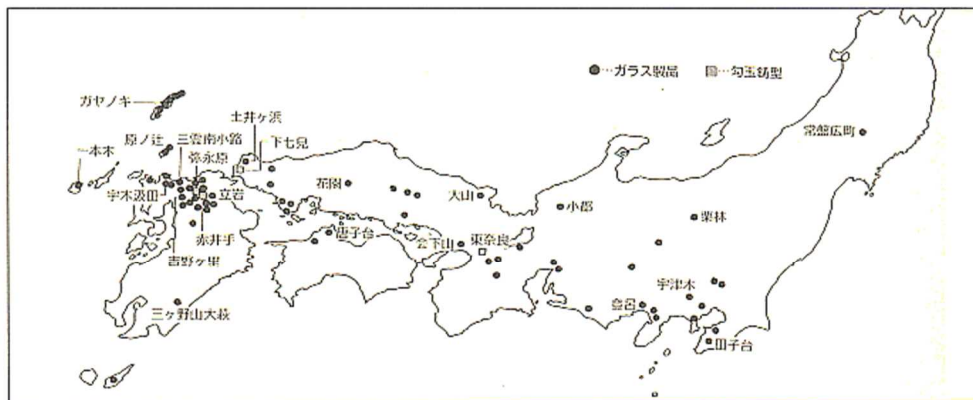 ●…ガラス製品 □…勾玉鋳型
ガヤノキ
土井ヶ浜
原ノ辻
三雲南小路
下七見
一本木
弥永原
宇木汲田
立岩
花園
大山
小郡
常盤広町
栗林
赤井手
唐子台
会下山
東奈良
吉野ヶ里
宇津木
登呂
三ヶ野山大萩
田子台